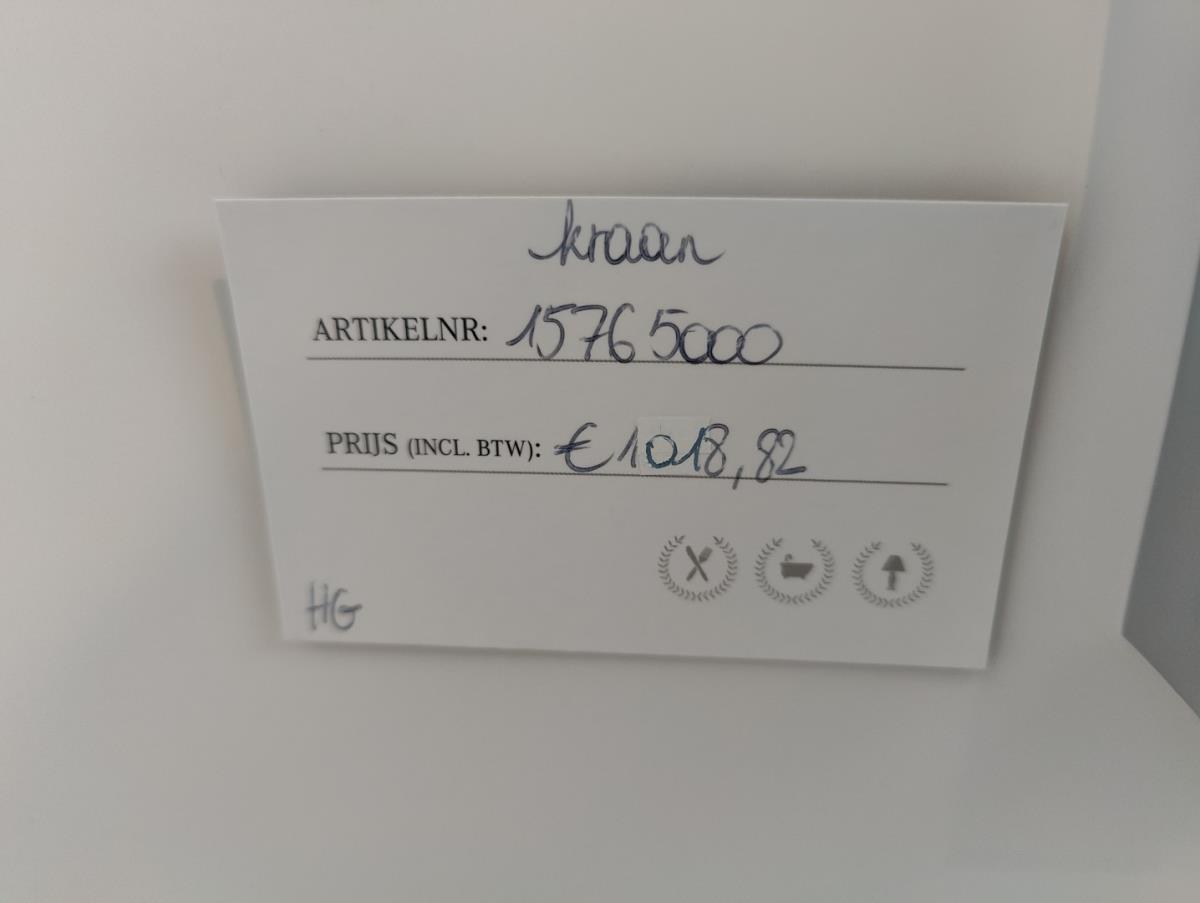 kraan
ARTIKELNR: 15765000
PRIJS (INCL. BTW): €1018,82
HG